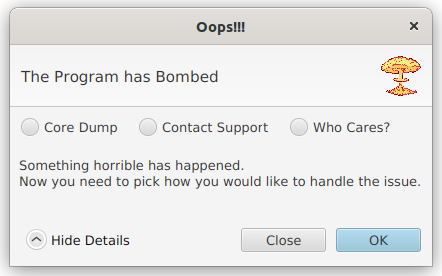 Oops!!!
The Program has Bombed
Core Dump Contact Support Who Cares?
Something horrible has happened.
Now you need to pick how you would like to handle the issue.
Hide Details Close OK